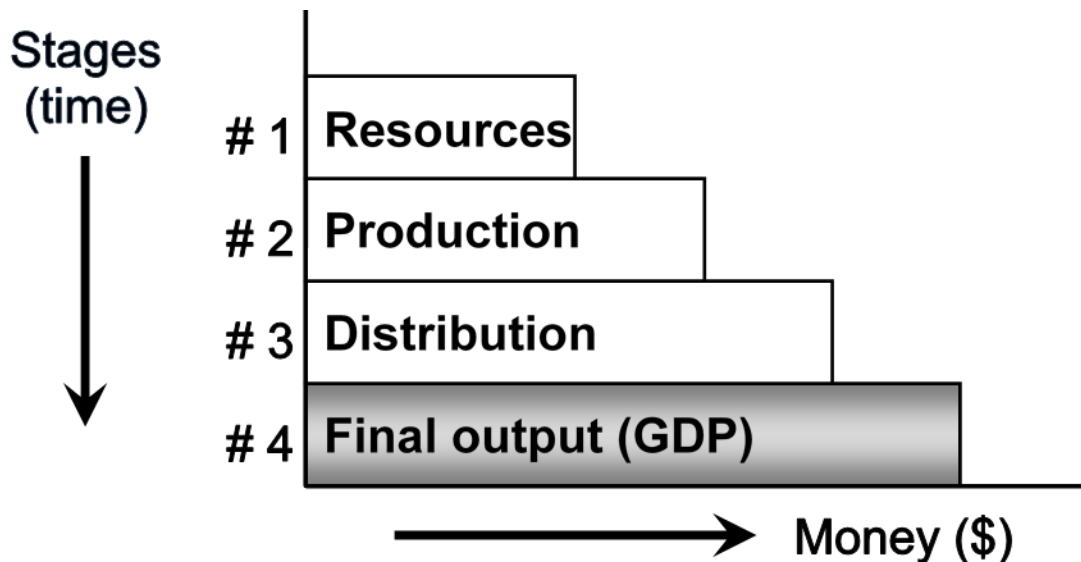 Stages
(time)
# 1 Resources
# 2 Production
# 3 Distribution
# 4 Final output (GDP)
Money ($)